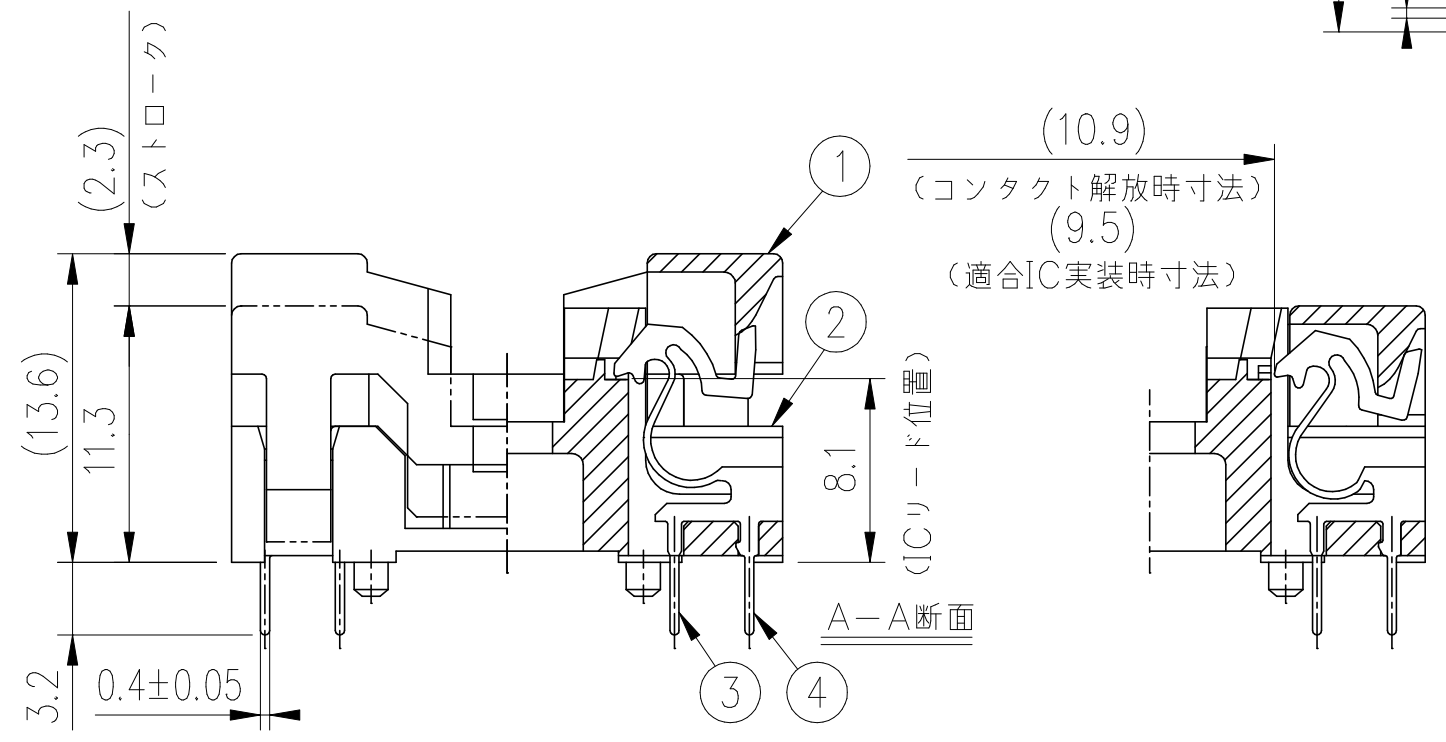 (2.3)
(ストローク)
(13.6)
11.3
3.2
0.4±0.05
1
2
8.1
(ICリード位置)
A－A断面
3
4
(10.9)
(コンタクト解放時寸法)
(9.5)
(適合IC実装時寸法)